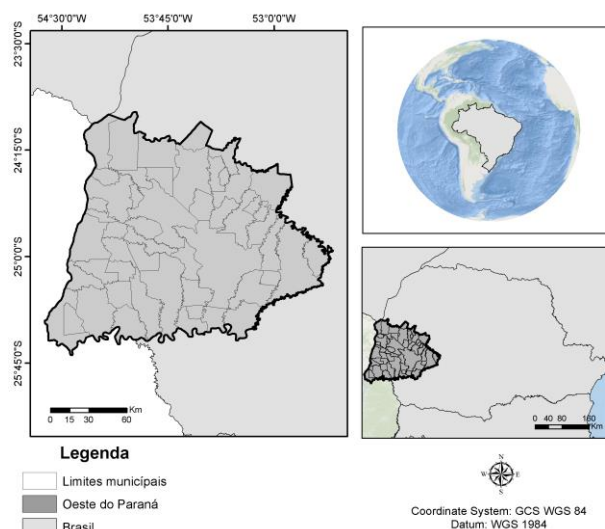 54°30'0"W 53°45'0"W 53°0'0"W
23°30'0"S
24°15'0"S
25°0'0"S
25°45'0"S
0 15 30 60 Km
0 40 80 160 Km
Legenda
Limites municípais
Oeste do Paraná
Brasil
N
W E
S
Coordinate System: GCS WGS 84
Datum: WGS 1984